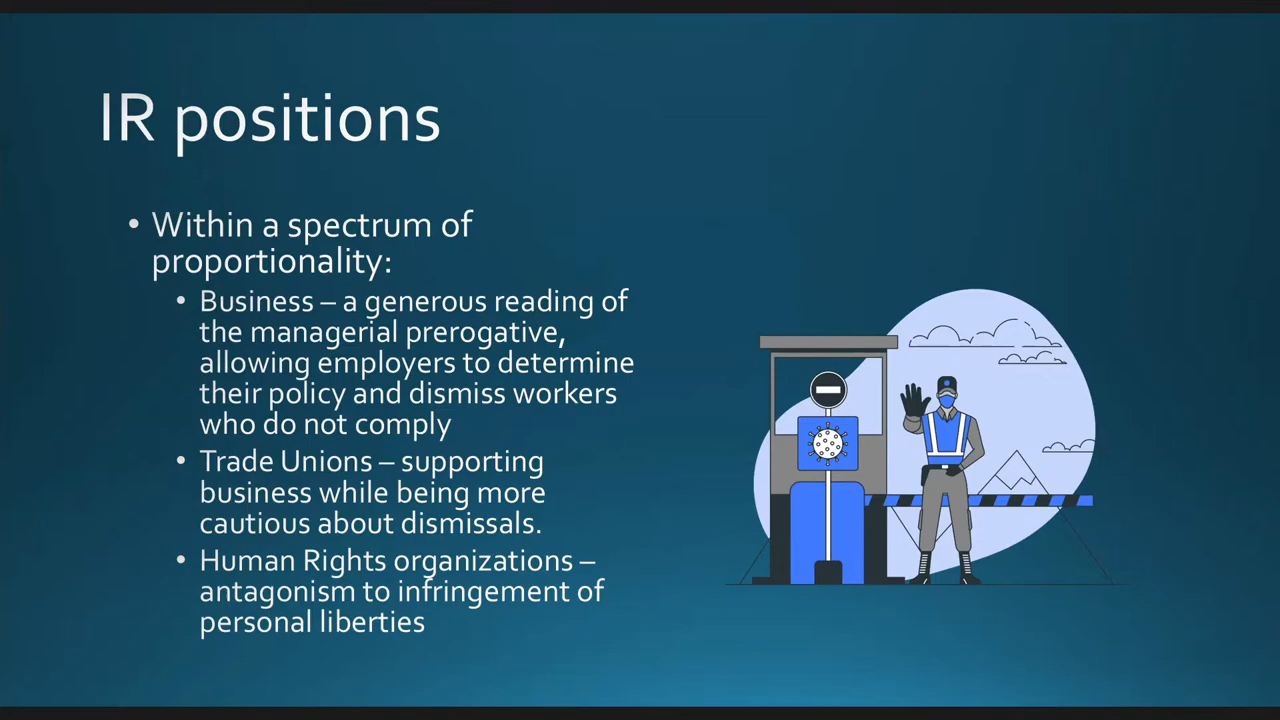 IR positions
• Within a spectrum of
proportionality:
• Business – a generous reading of
the managerial prerogative,
allowing employers to determine
their policy and dismiss workers
who do not comply
• Trade Unions – supporting
business while being more
cautious about dismissals.
• Human Rights organizations –
antagonism to infringement of
personal liberties